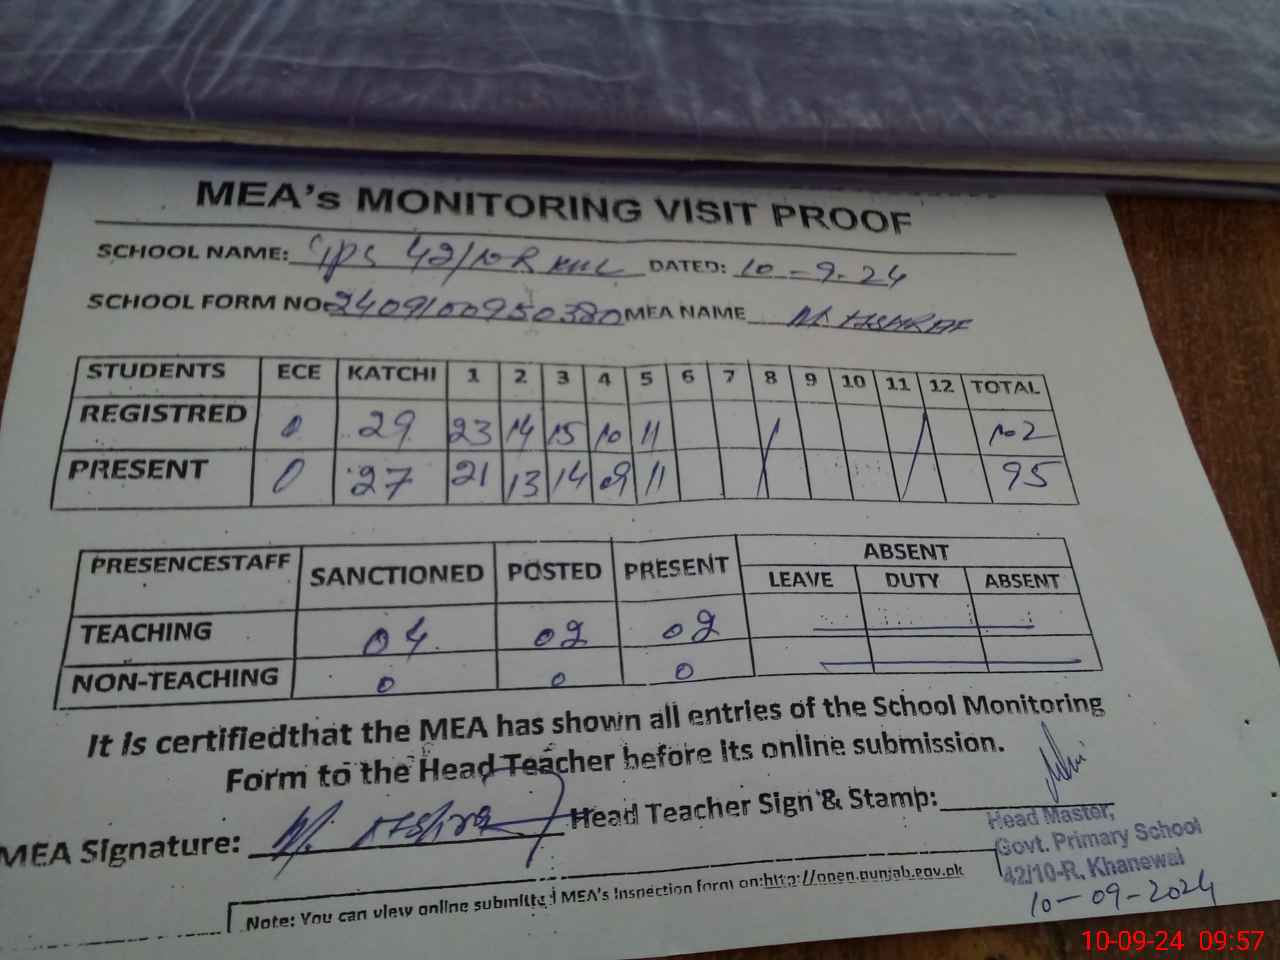 MEA's MONITORING VISIT PROOF
SCHOOL NAME: GPS 42/10 R KWL DATED: 10-9-24
SCHOOL FORM NO: 2409100950380 MEA NAME M. ASHRAF
STUDENTS ECE KATCHI 1 2 3 4 5 6 7 8 9 10 11 12 TOTAL
REGISTRED 0 29 23 14 15 10 11 102
PRESENT 0 27 21 13 14 09 11 95
PRESENCESTAFF SANCTIONED POSTED PRESENT ABSENT
LEAVE DUTY ABSENT
TEACHING 04 02 02
NON-TEACHING 0 0 0
It is certifiedthat the MEA has shown all entries of the School Monitoring
Form to the Head Teacher before its online submission.
MEA Signature: M. Ashraf Head Teacher Sign & Stamp:
Head Master,
Govt. Primary School
42/10-R, Khanewal
10-09-2024
Note: You can view online submitted MEA's Inspection form on:http://open.punjab.gov.pk
10-09-24 09:57